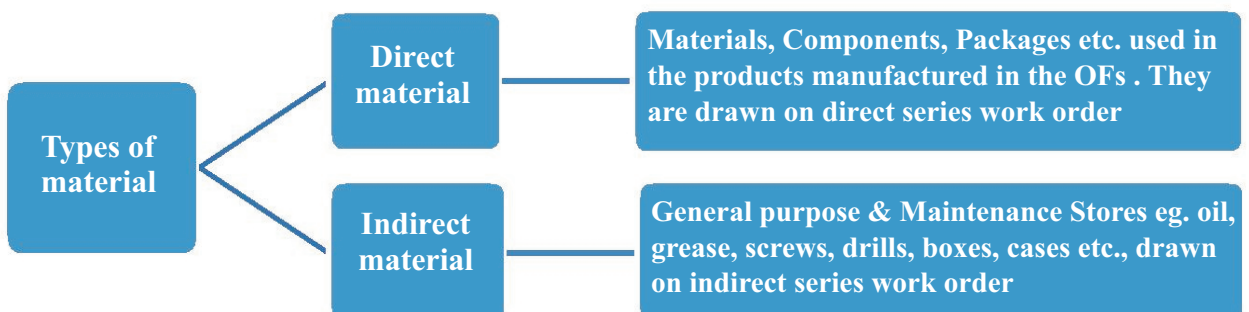 Types of
material
Direct
material
Materials, Components, Packages etc. used in
the products manufactured in the OFs . They
are drawn on direct series work order
Indirect
material
General purpose & Maintenance Stores eg. oil,
grease, screws, drills, boxes, cases etc., drawn
on indirect series work order